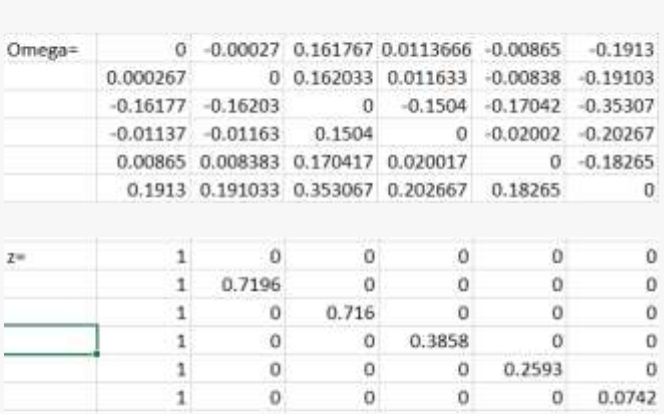 Omega= 0 -0.00027 0.161767 0.0113666 -0.00865 -0.1913
0.000267 0 0.162033 0.011633 -0.00838 -0.19103
-0.16177 -0.16203 0 -0.1504 -0.17042 -0.35307
-0.01137 -0.01163 0.1504 0 -0.02002 -0.20267
0.00865 0.008383 0.170417 0.020017 0 -0.18265
0.1913 0.191033 0.353067 0.202667 0.18265 0
z= 1 0 0 0 0 0
1 0.7196 0 0 0 0
1 0 0.716 0 0 0
1 0 0 0.3858 0 0
1 0 0 0 0.2593 0
1 0 0 0 0 0.0742